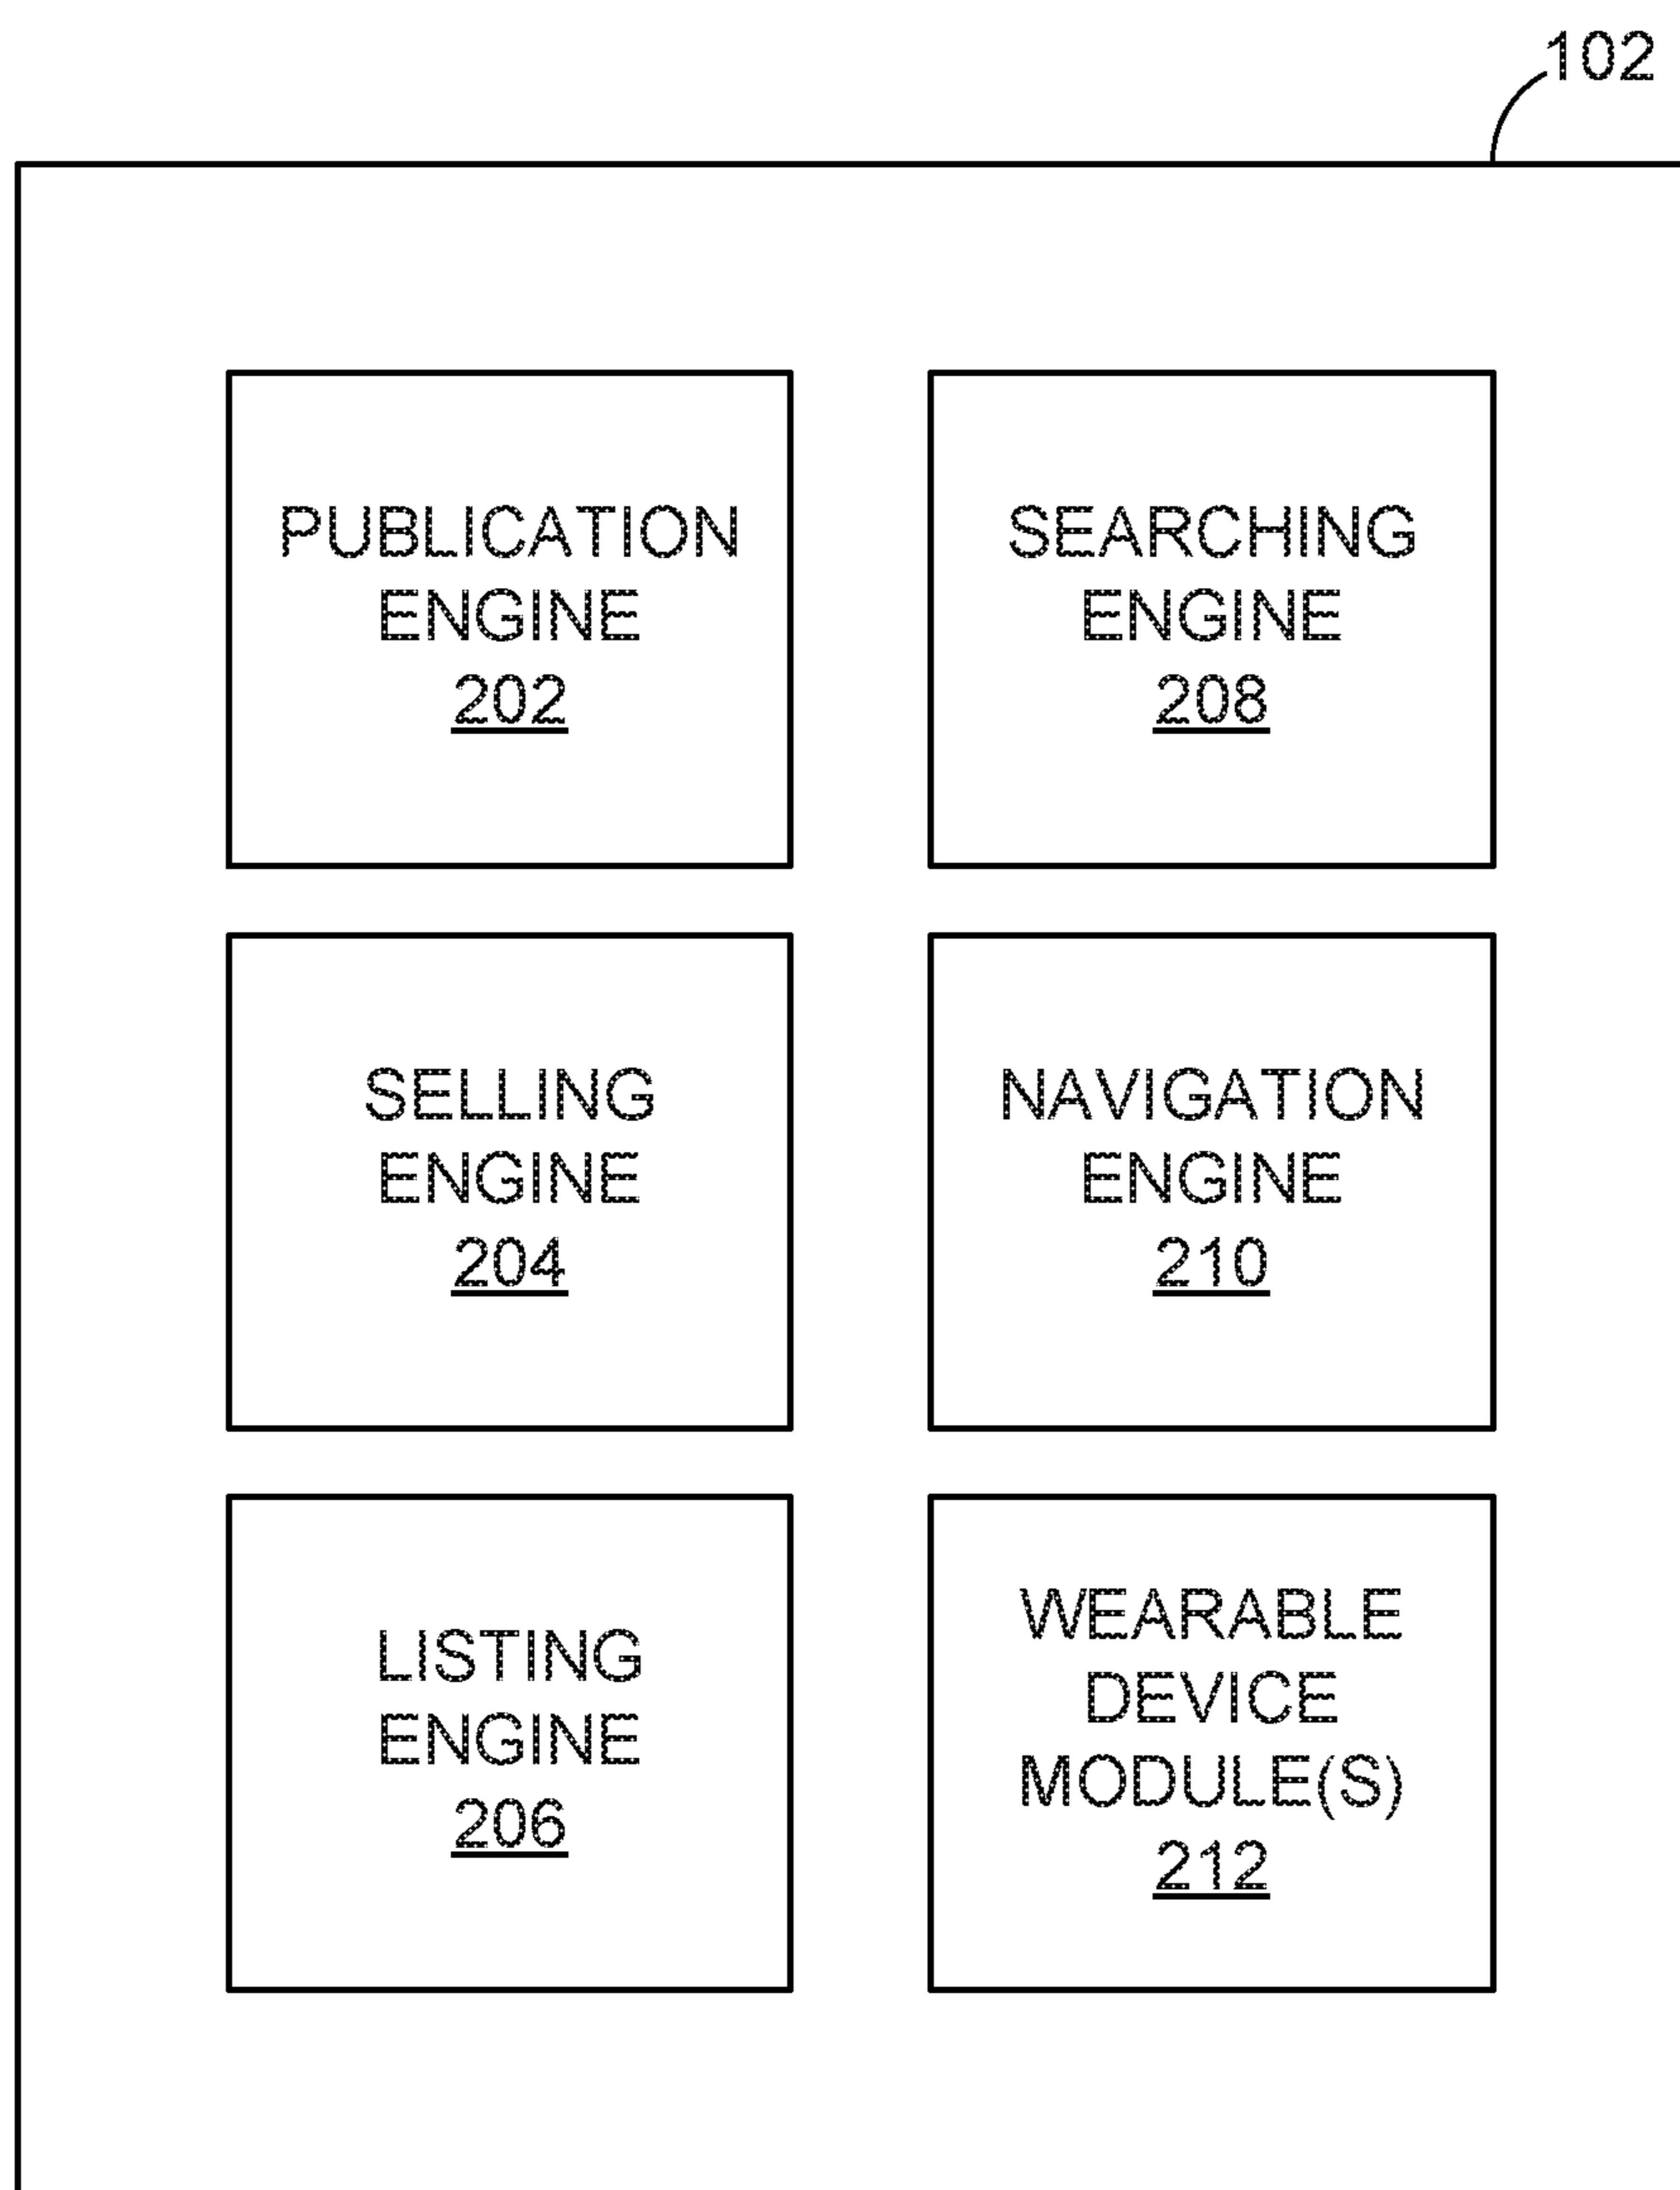 102
PUBLICATION
ENGINE
202
SEARCHING
ENGINE
208
SELLING
ENGINE
204
NAVIGATION
ENGINE
210
LISTING
ENGINE
206
WEARABLE
DEVICE
MODULE(S)
212